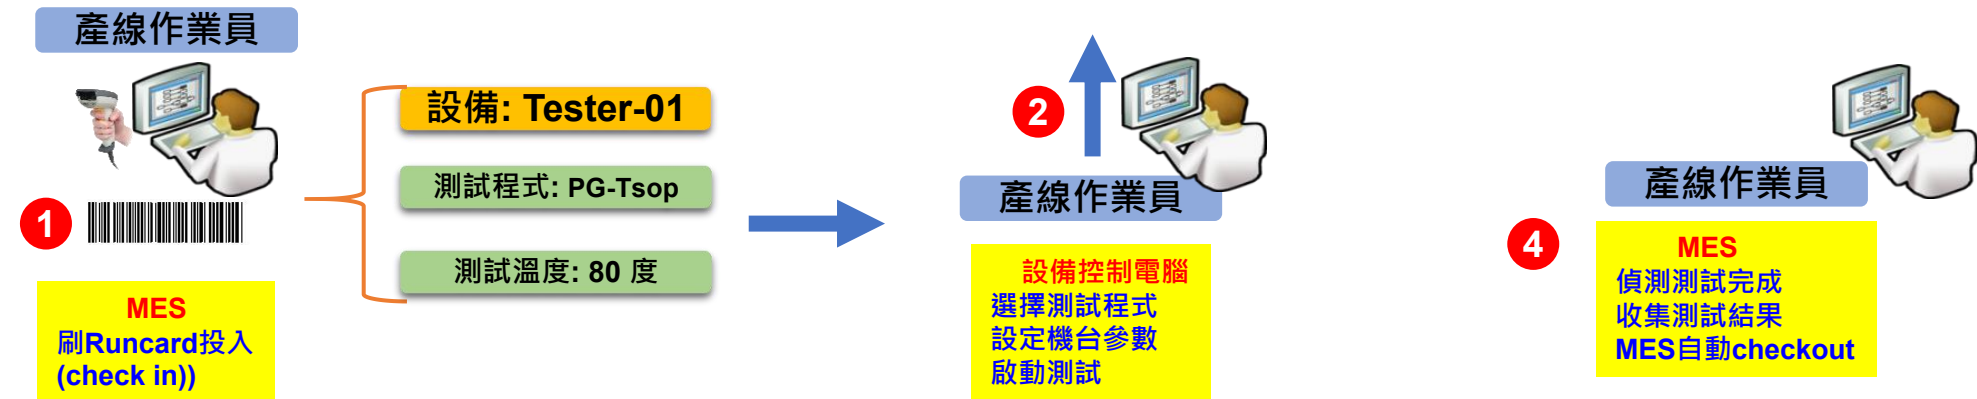 產線作業員
1
MES
刷Runcard投入
(check in))
設備: Tester-01
測試程式: PG-Tsop
測試溫度: 80 度
2
產線作業員
設備控制電腦
選擇測試程式
設定機台參數
啟動測試
產線作業員
4
MES
偵測測試完成
收集測試結果
MES自動checkout